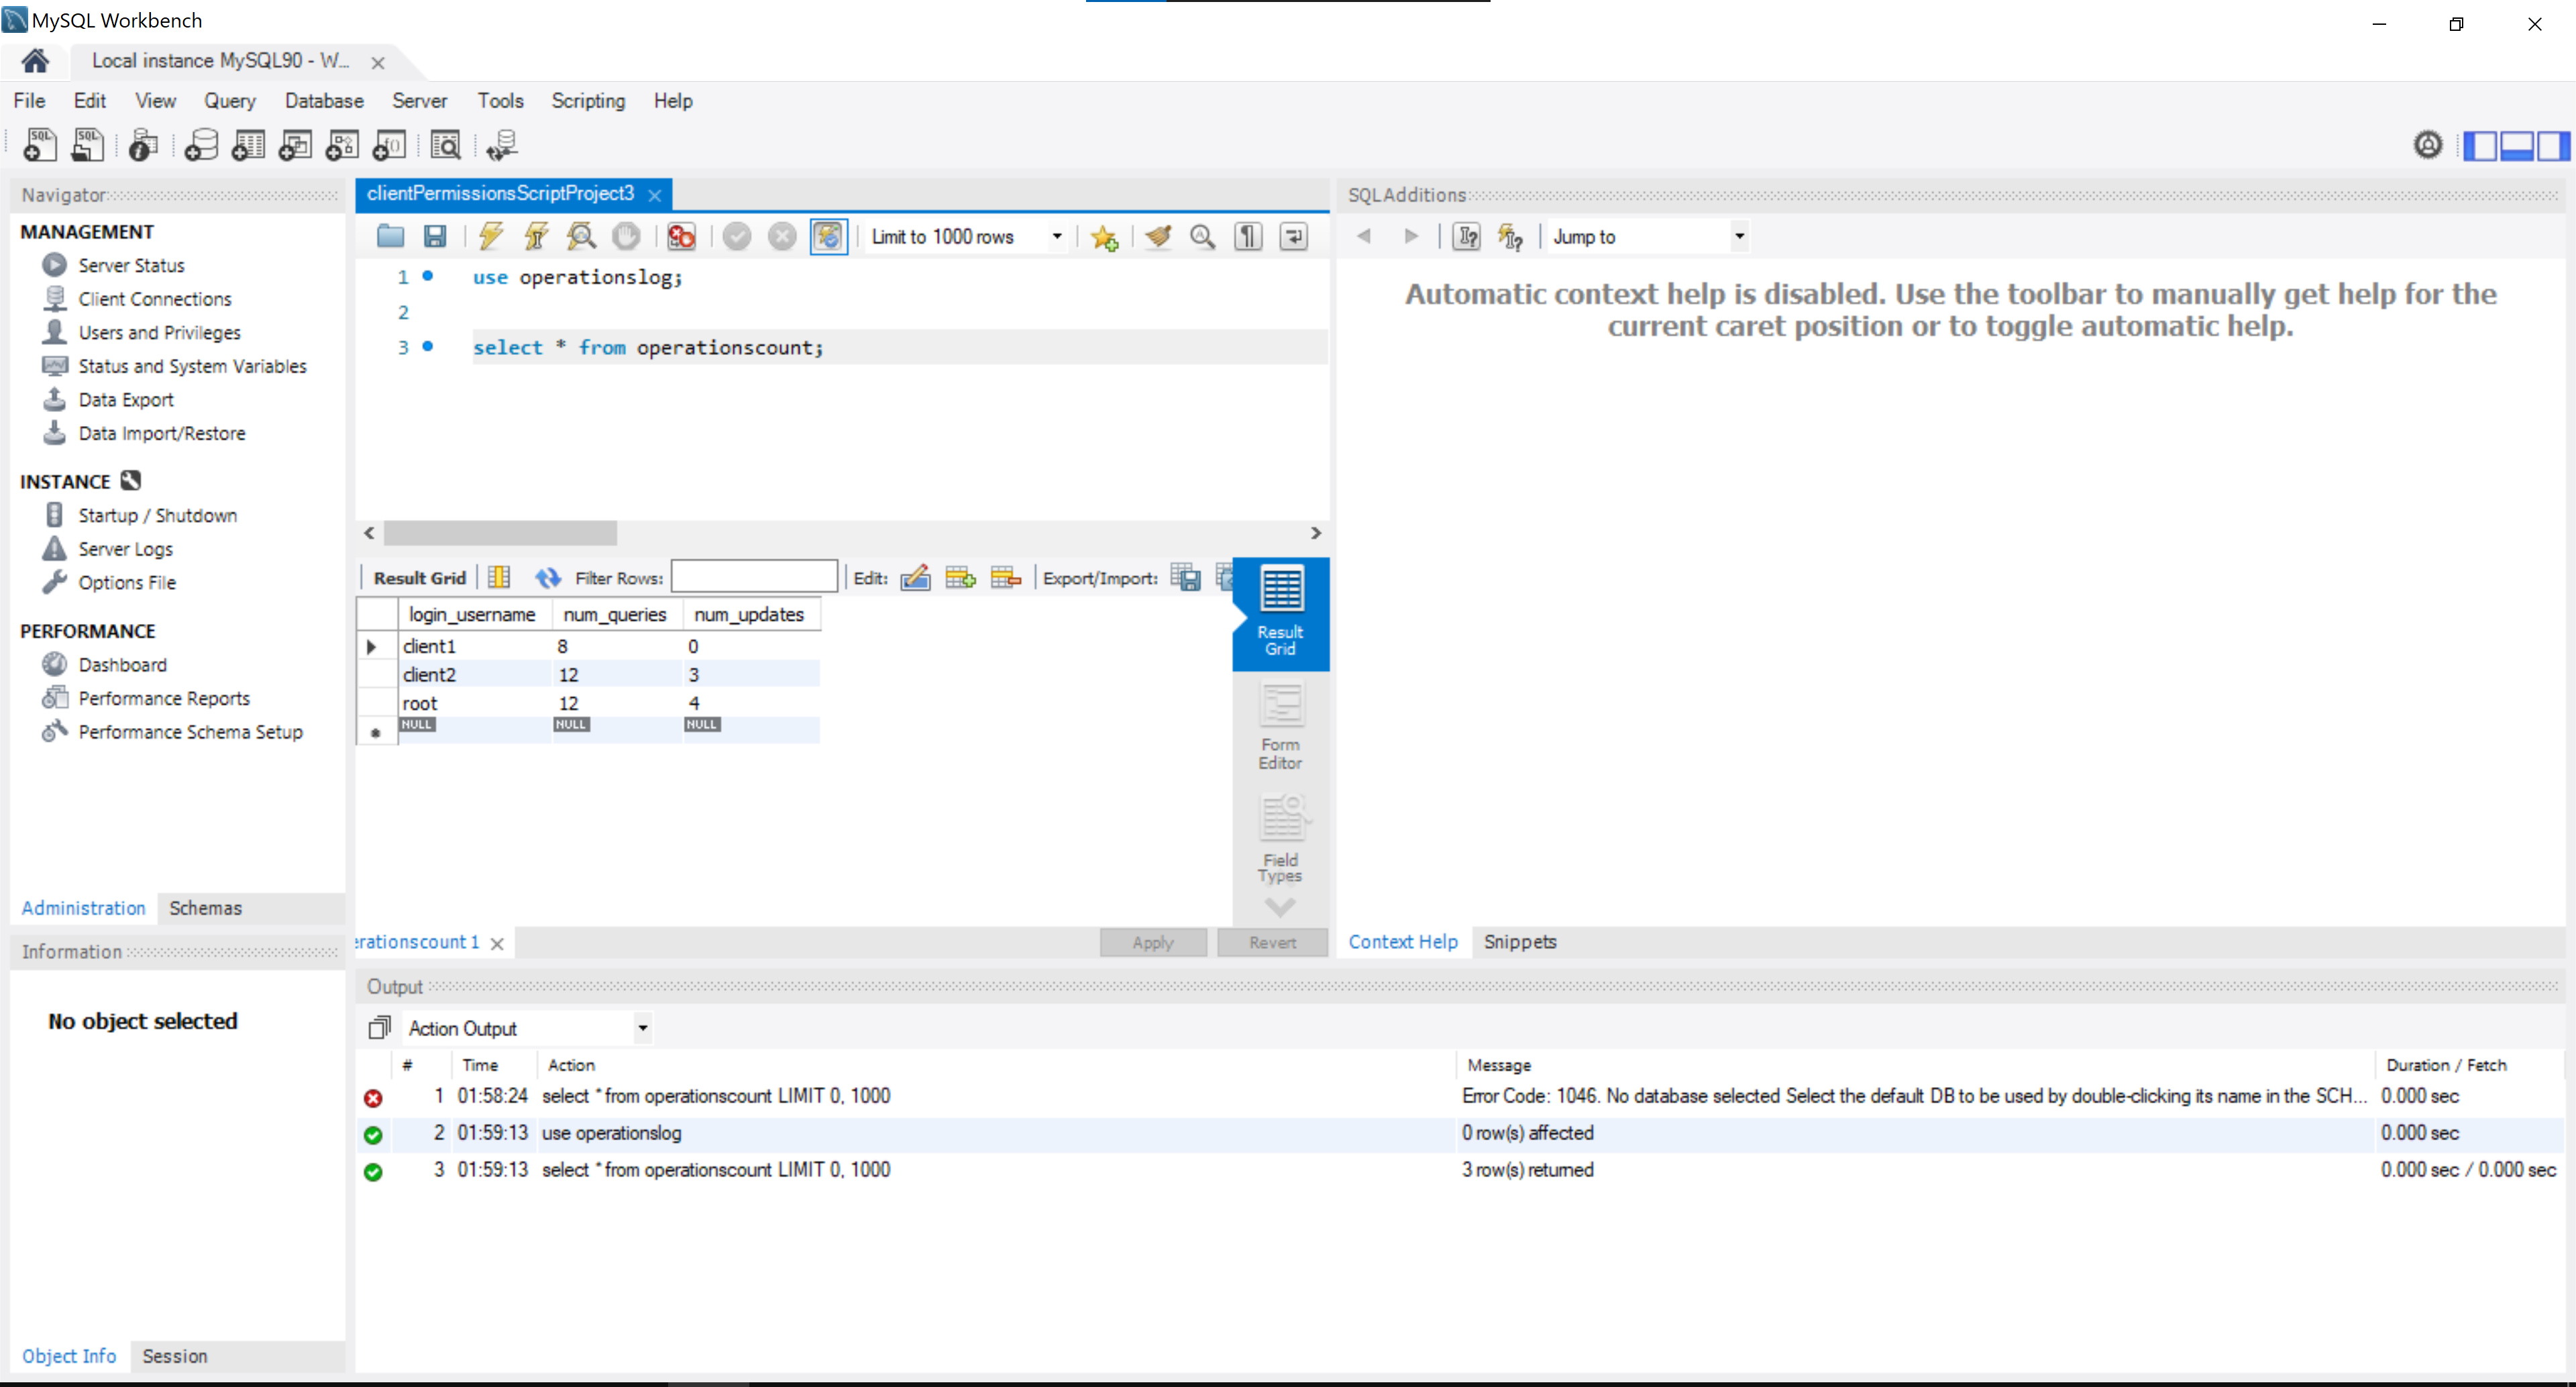 MySQL Workbench
Local instance MySQL90 - W...
File Edit View Query Database Server Tools Scripting Help
Navigator
MANAGEMENT
Server Status
Client Connections
Users and Privileges
Status and System Variables
Data Export
Data Import/Restore
INSTANCE
Startup / Shutdown
Server Logs
Options File
PERFORMANCE
Dashboard
Performance Reports
Performance Schema Setup
Administration Schemas
Information
No object selected
Object Info Session
clientPermissionsScriptProject3
Limit to 1000 rows
1 use operationslog;
2
3 select * from operationscount;
Result Grid Filter Rows: Edit: Export/Import:
login_username num_queries num_updates
client1 8 0
client2 12 3
root 12 4
NULL NULL NULL
Result
Grid
Form
Editor
Field
Types
erationscount 1
Apply Revert
SQLAdditions
Jump to
Automatic context help is disabled. Use the toolbar to manually get help for the
current caret position or to toggle automatic help.
Context Help Snippets
Output
Action Output
# Time Action Message Duration / Fetch
1 01:58:24 select * from operationscount LIMIT 0, 1000 Error Code: 1046. No database selected Select the default DB to be used by double-clicking its name in the SCH... 0.000 sec
2 01:59:13 use operationslog 0 row(s) affected 0.000 sec
3 01:59:13 select * from operationscount LIMIT 0, 1000 3 row(s) returned 0.000 sec / 0.000 sec